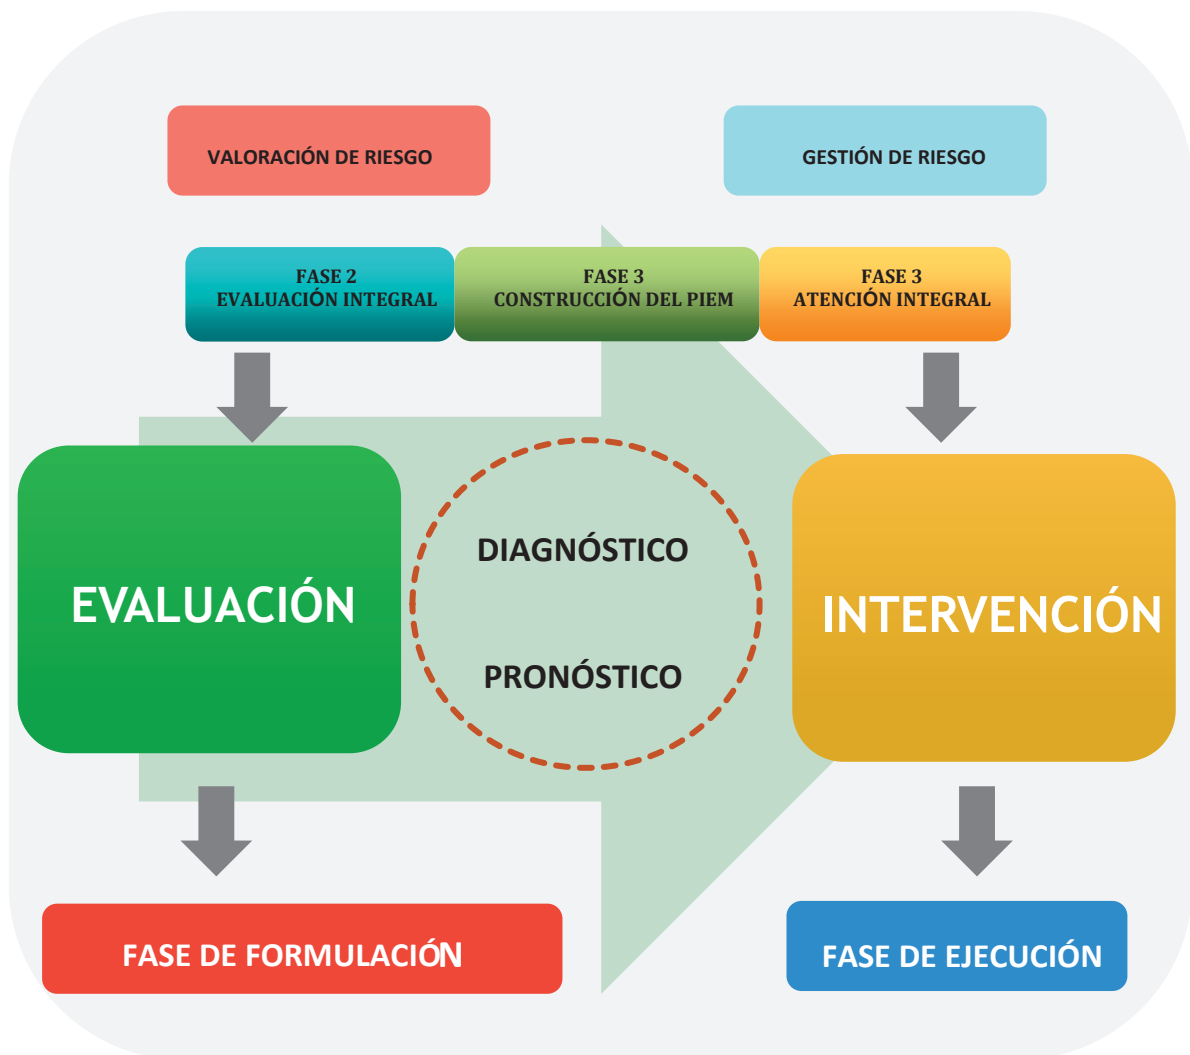 VALORACIÓN DE RIESGO
GESTIÓN DE RIESGO
FASE 2
EVALUACIÓN INTEGRAL
FASE 3
CONSTRUCCIÓN DEL PIEM
FASE 3
ATENCIÓN INTEGRAL
EVALUACIÓN
DIAGNÓSTICO
PRONÓSTICO
INTERVENCIÓN
FASE DE FORMULACIÓN
FASE DE EJECUCIÓN